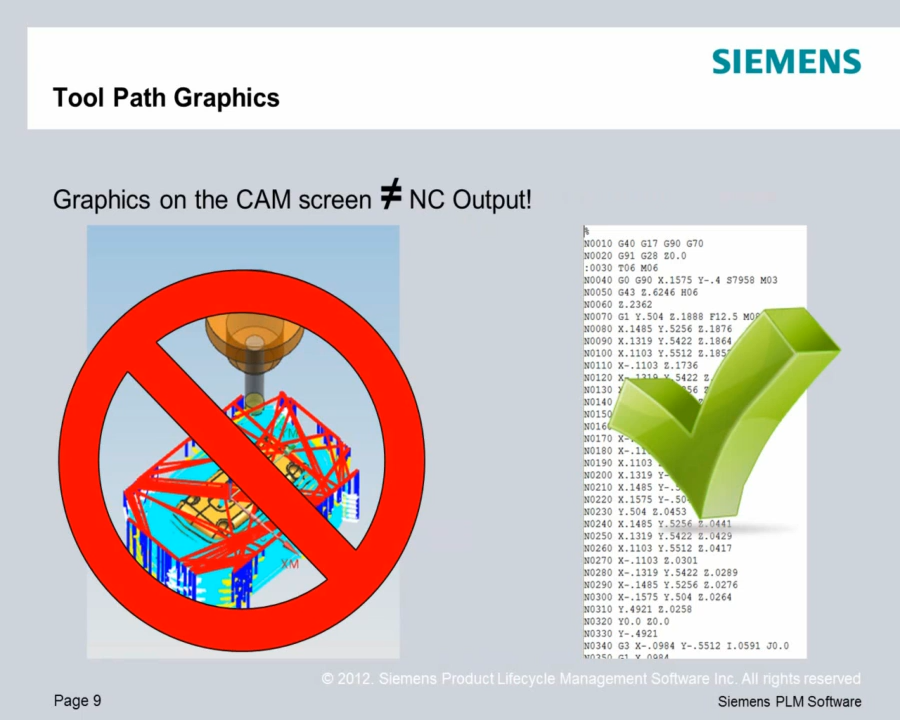 SIEMENS
Tool Path Graphics
Graphics on the CAM screen ≠ NC Output!
%
N0010 G40 G17 G90 G70
N0020 G91 G28 Z0.0
:0030 T06 M06
N0040 G0 G90 X.1575 Y-.4 S7958 M03
N0050 G43 Z.6246 H06
N0060 Z.2362
N0070 G1 Y.504 Z.1888 F12.5
N0080 X.1485 Y.5256 Z.1876
N0090 X.1319 Y.5422 Z.1864
N0100 X.1103 Y.5512
N0110 X-.1103 Z.1736
N0120
N0130
N0140
N0150
N0170
N0180
N0190 X.1103
N0200 X.1319
N0210 X.1485
N0220 X.1575
N0230 Y.504 Z.0453
N0240 X.1485 Y.5256 Z.0441
N0250 X.1319 Y.5422 Z.0429
N0260 X.1103 Y.5512 Z.0417
N0270 X-.1103 Z.0301
N0280 X-.1319 Y.5422 Z.0289
N0290 X-.1485 Y.5256 Z.0276
N0300 X-.1575 Y.504 Z.0264
N0310 Y.4921 Z.0258
N0320 Y0.0 Z0.0
N0330 Y-.4921
N0340 G3 X-.0984 Y-.5512 I.0591 J0.0
N0350 G1 X.0984
XM
© 2012. Siemens Product Lifecycle Management Software Inc. All rights reserved
Page 9
Siemens PLM Software